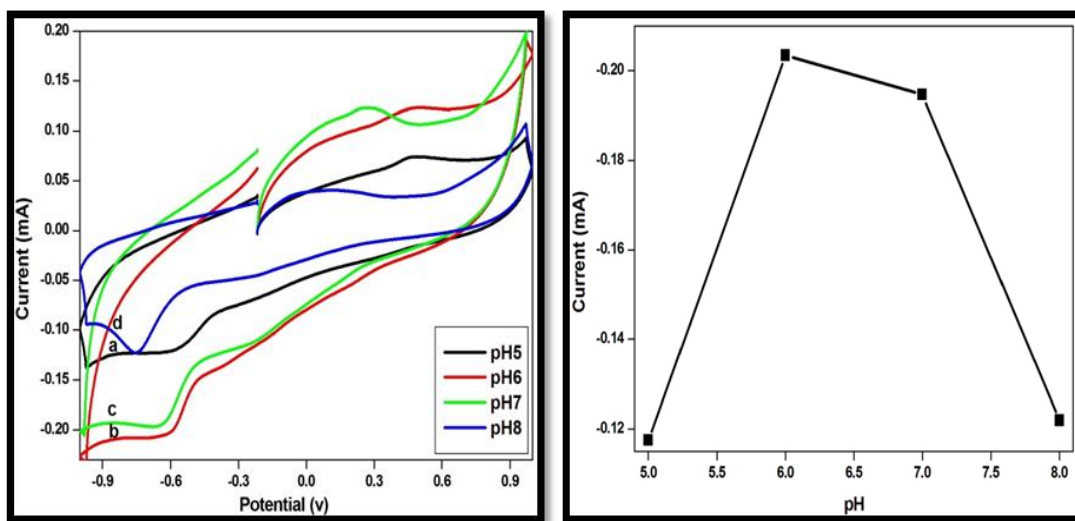 0.20
0.15
0.10
0.05
0.00
-0.05
-0.10
-0.15
-0.20
Current (mA)
d
a
c
b
pH5
pH6
pH7
pH8
-0.9 -0.6 -0.3 0.0 0.3 0.6 0.9
Potential (v)
-0.20
-0.18
-0.16
-0.14
-0.12
Current (mA)
5.0 5.5 6.0 6.5 7.0 7.5 8.0
pH